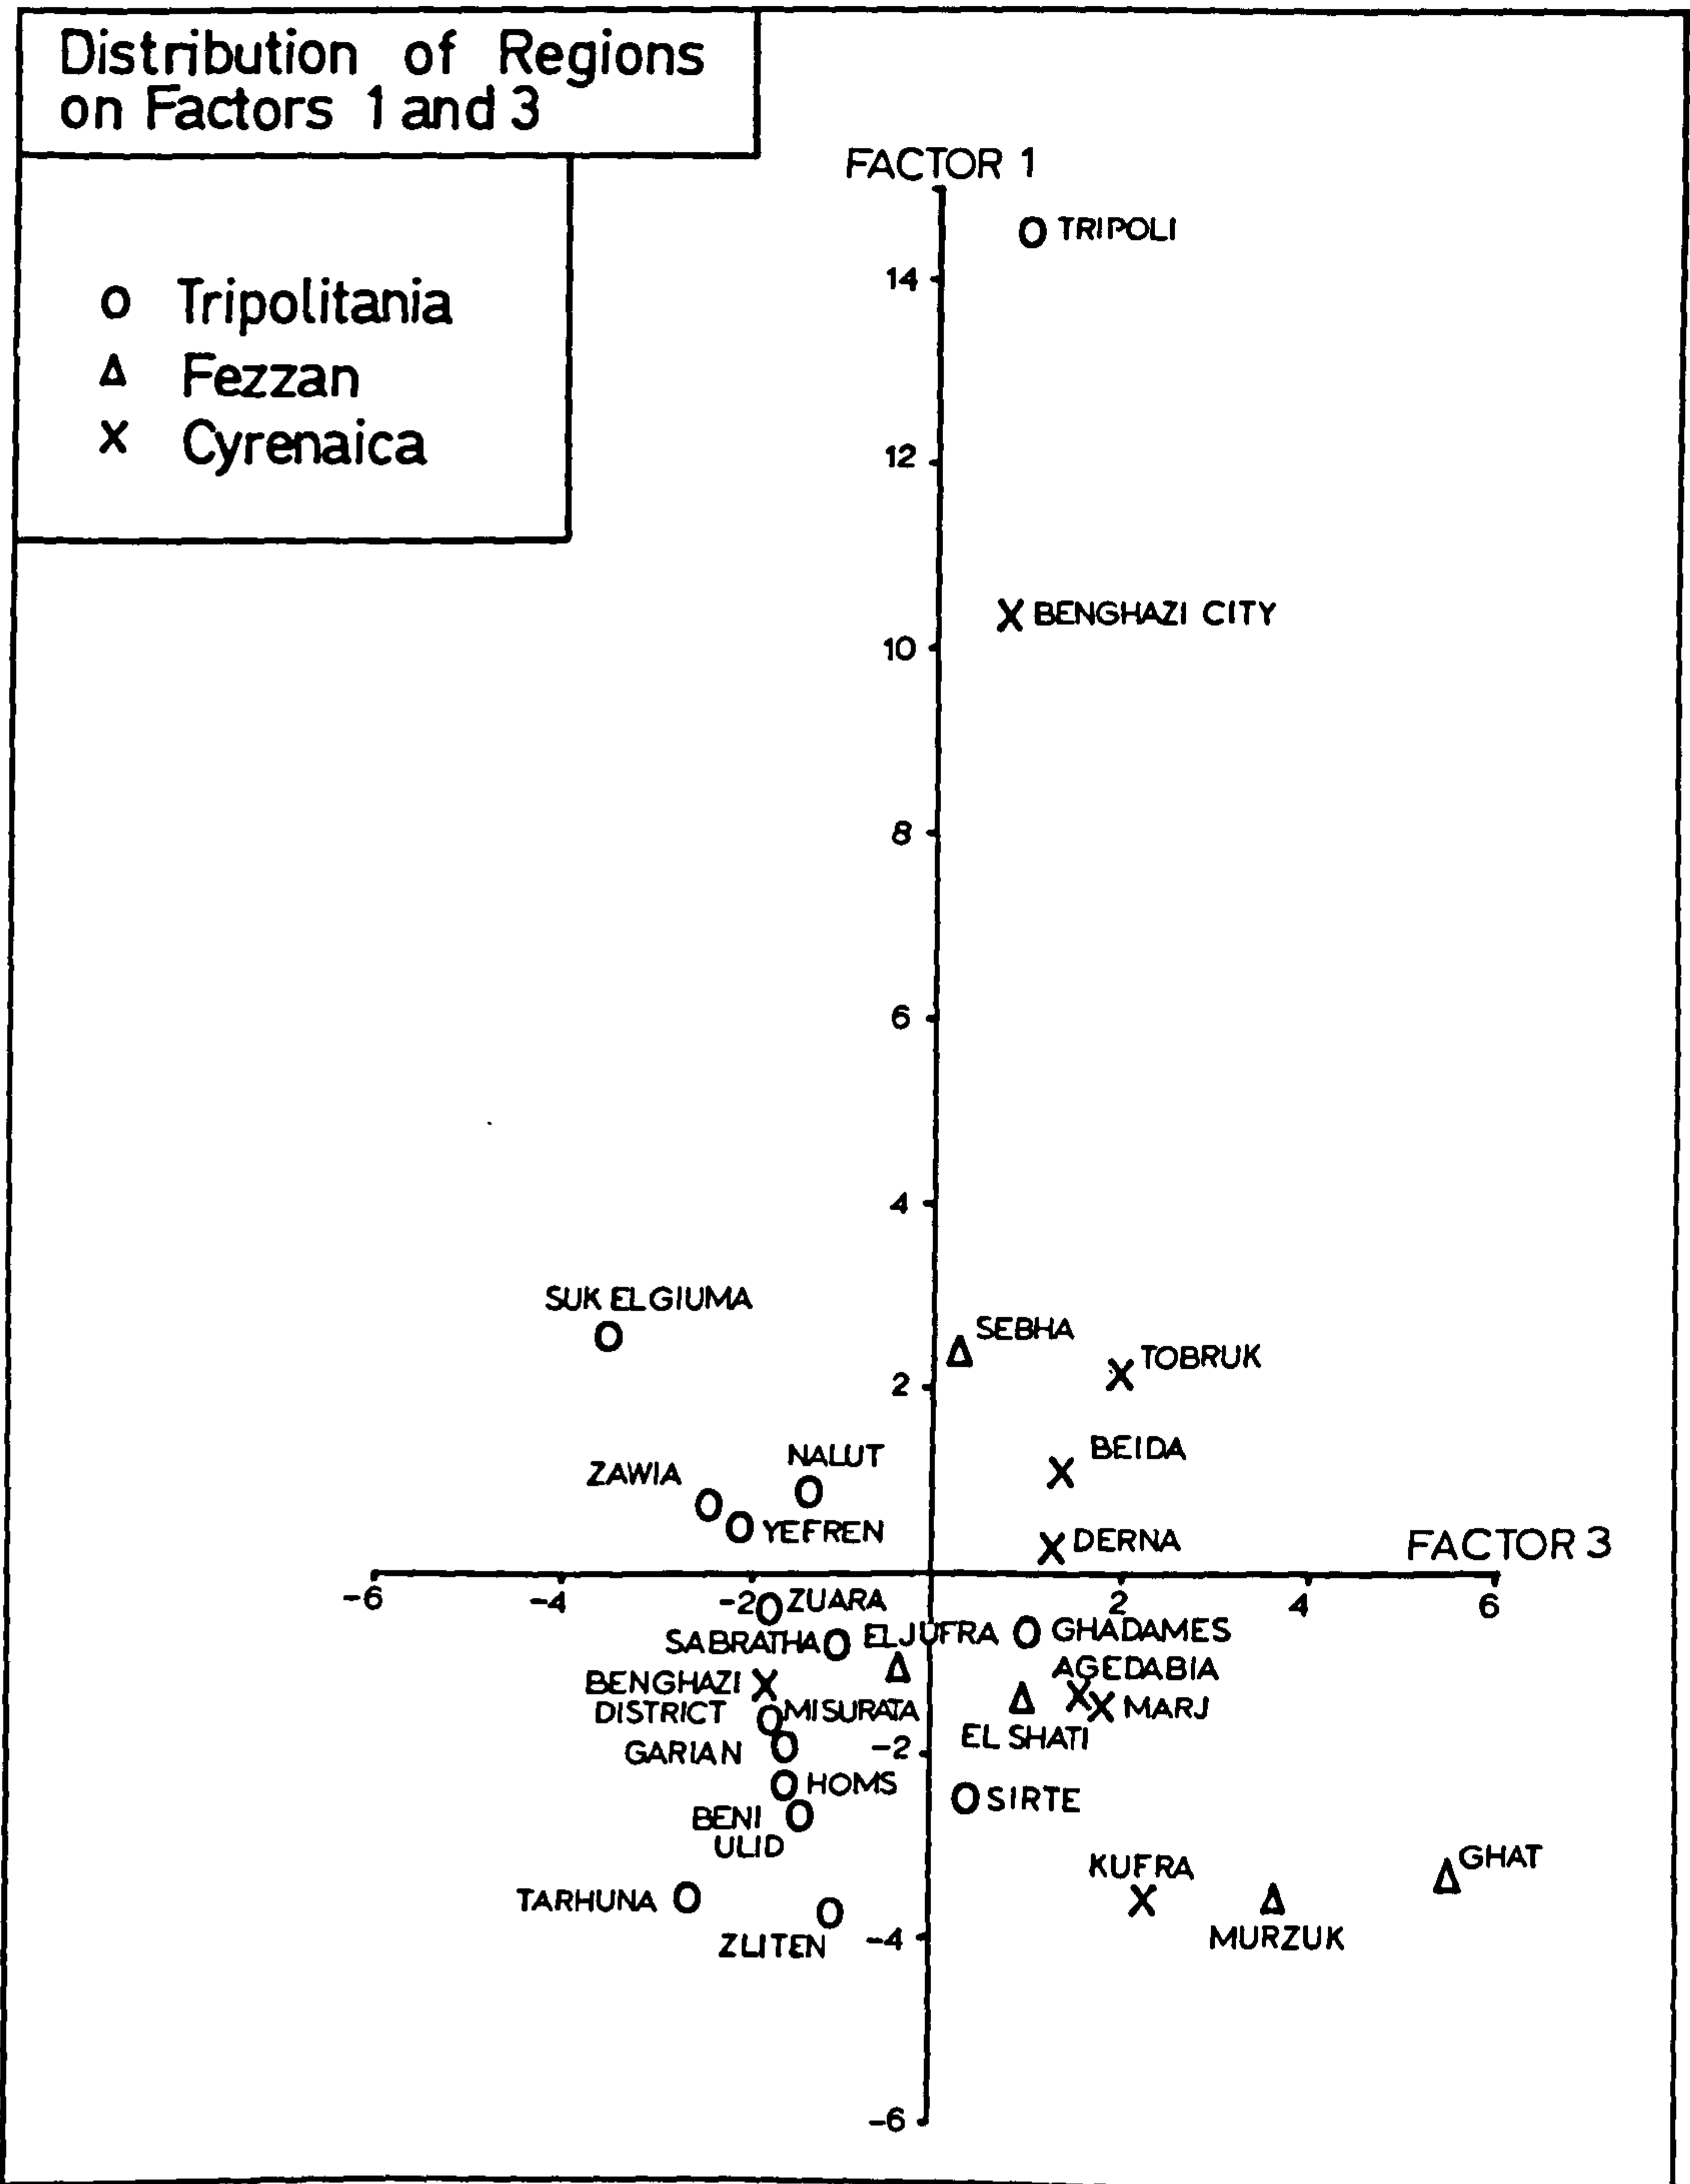 Distribution of Regions
on Factors 1 and 3
O Tripolitania
Δ Fezzan
X Cyrenaica
FACTOR 1
TRIPOLI
14
12
BENGHAZI CITY
10
8
6
4
SUK EL GIUMA
SEBHA
TOBRUK
2
BEIDA
NALUT
ZAWIA
YEFREN
DERNA
FACTOR 3
-6 -4 -2 2 4 6
ZUARA
SABRATHA
EL JUFRA
GHADAMES
AGEDABIA
BENGHAZI
DISTRICT
MISURATA
MARJ
EL SHATI
GARIAN
-2
HOMS
SIRTE
BENI
ULID
KUFRA
GHAT
TARHUNA
MURZUK
ZLITEN
-4
-6